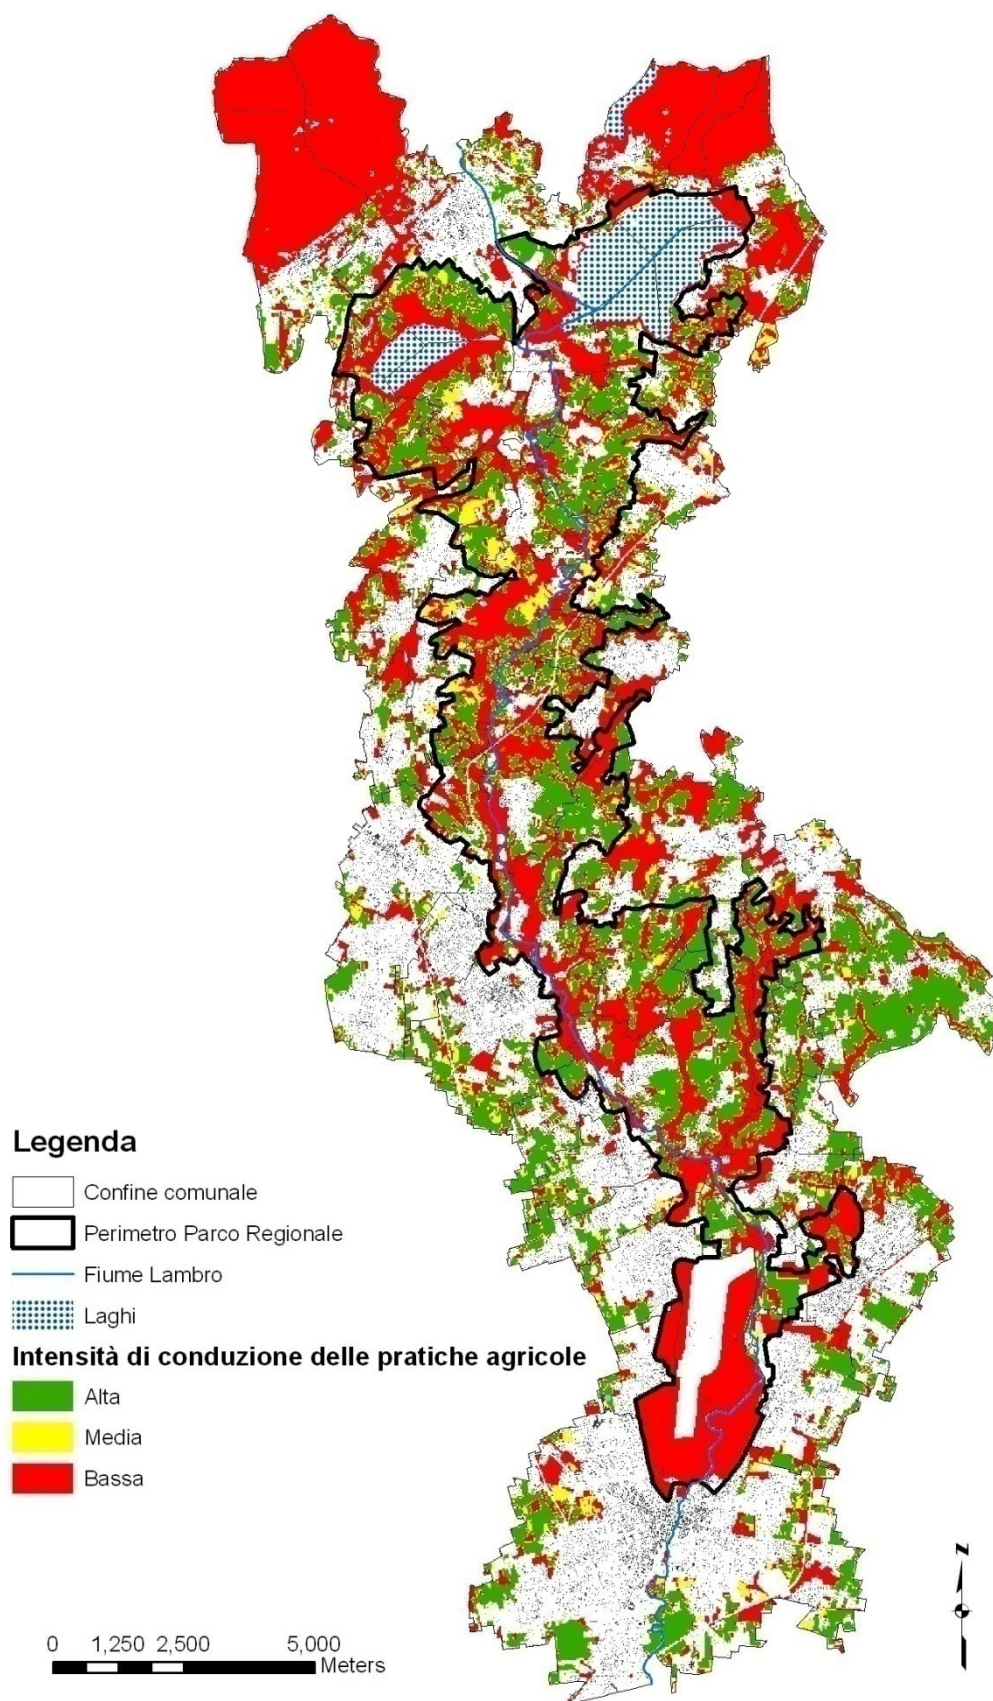 Legenda
Confine comunale
Perimetro Parco Regionale
Fiume Lambro
Laghi
Intensità di conduzione delle pratiche agricole
Alta
Media
Bassa
0 1,250 2,500 5,000
Meters
N